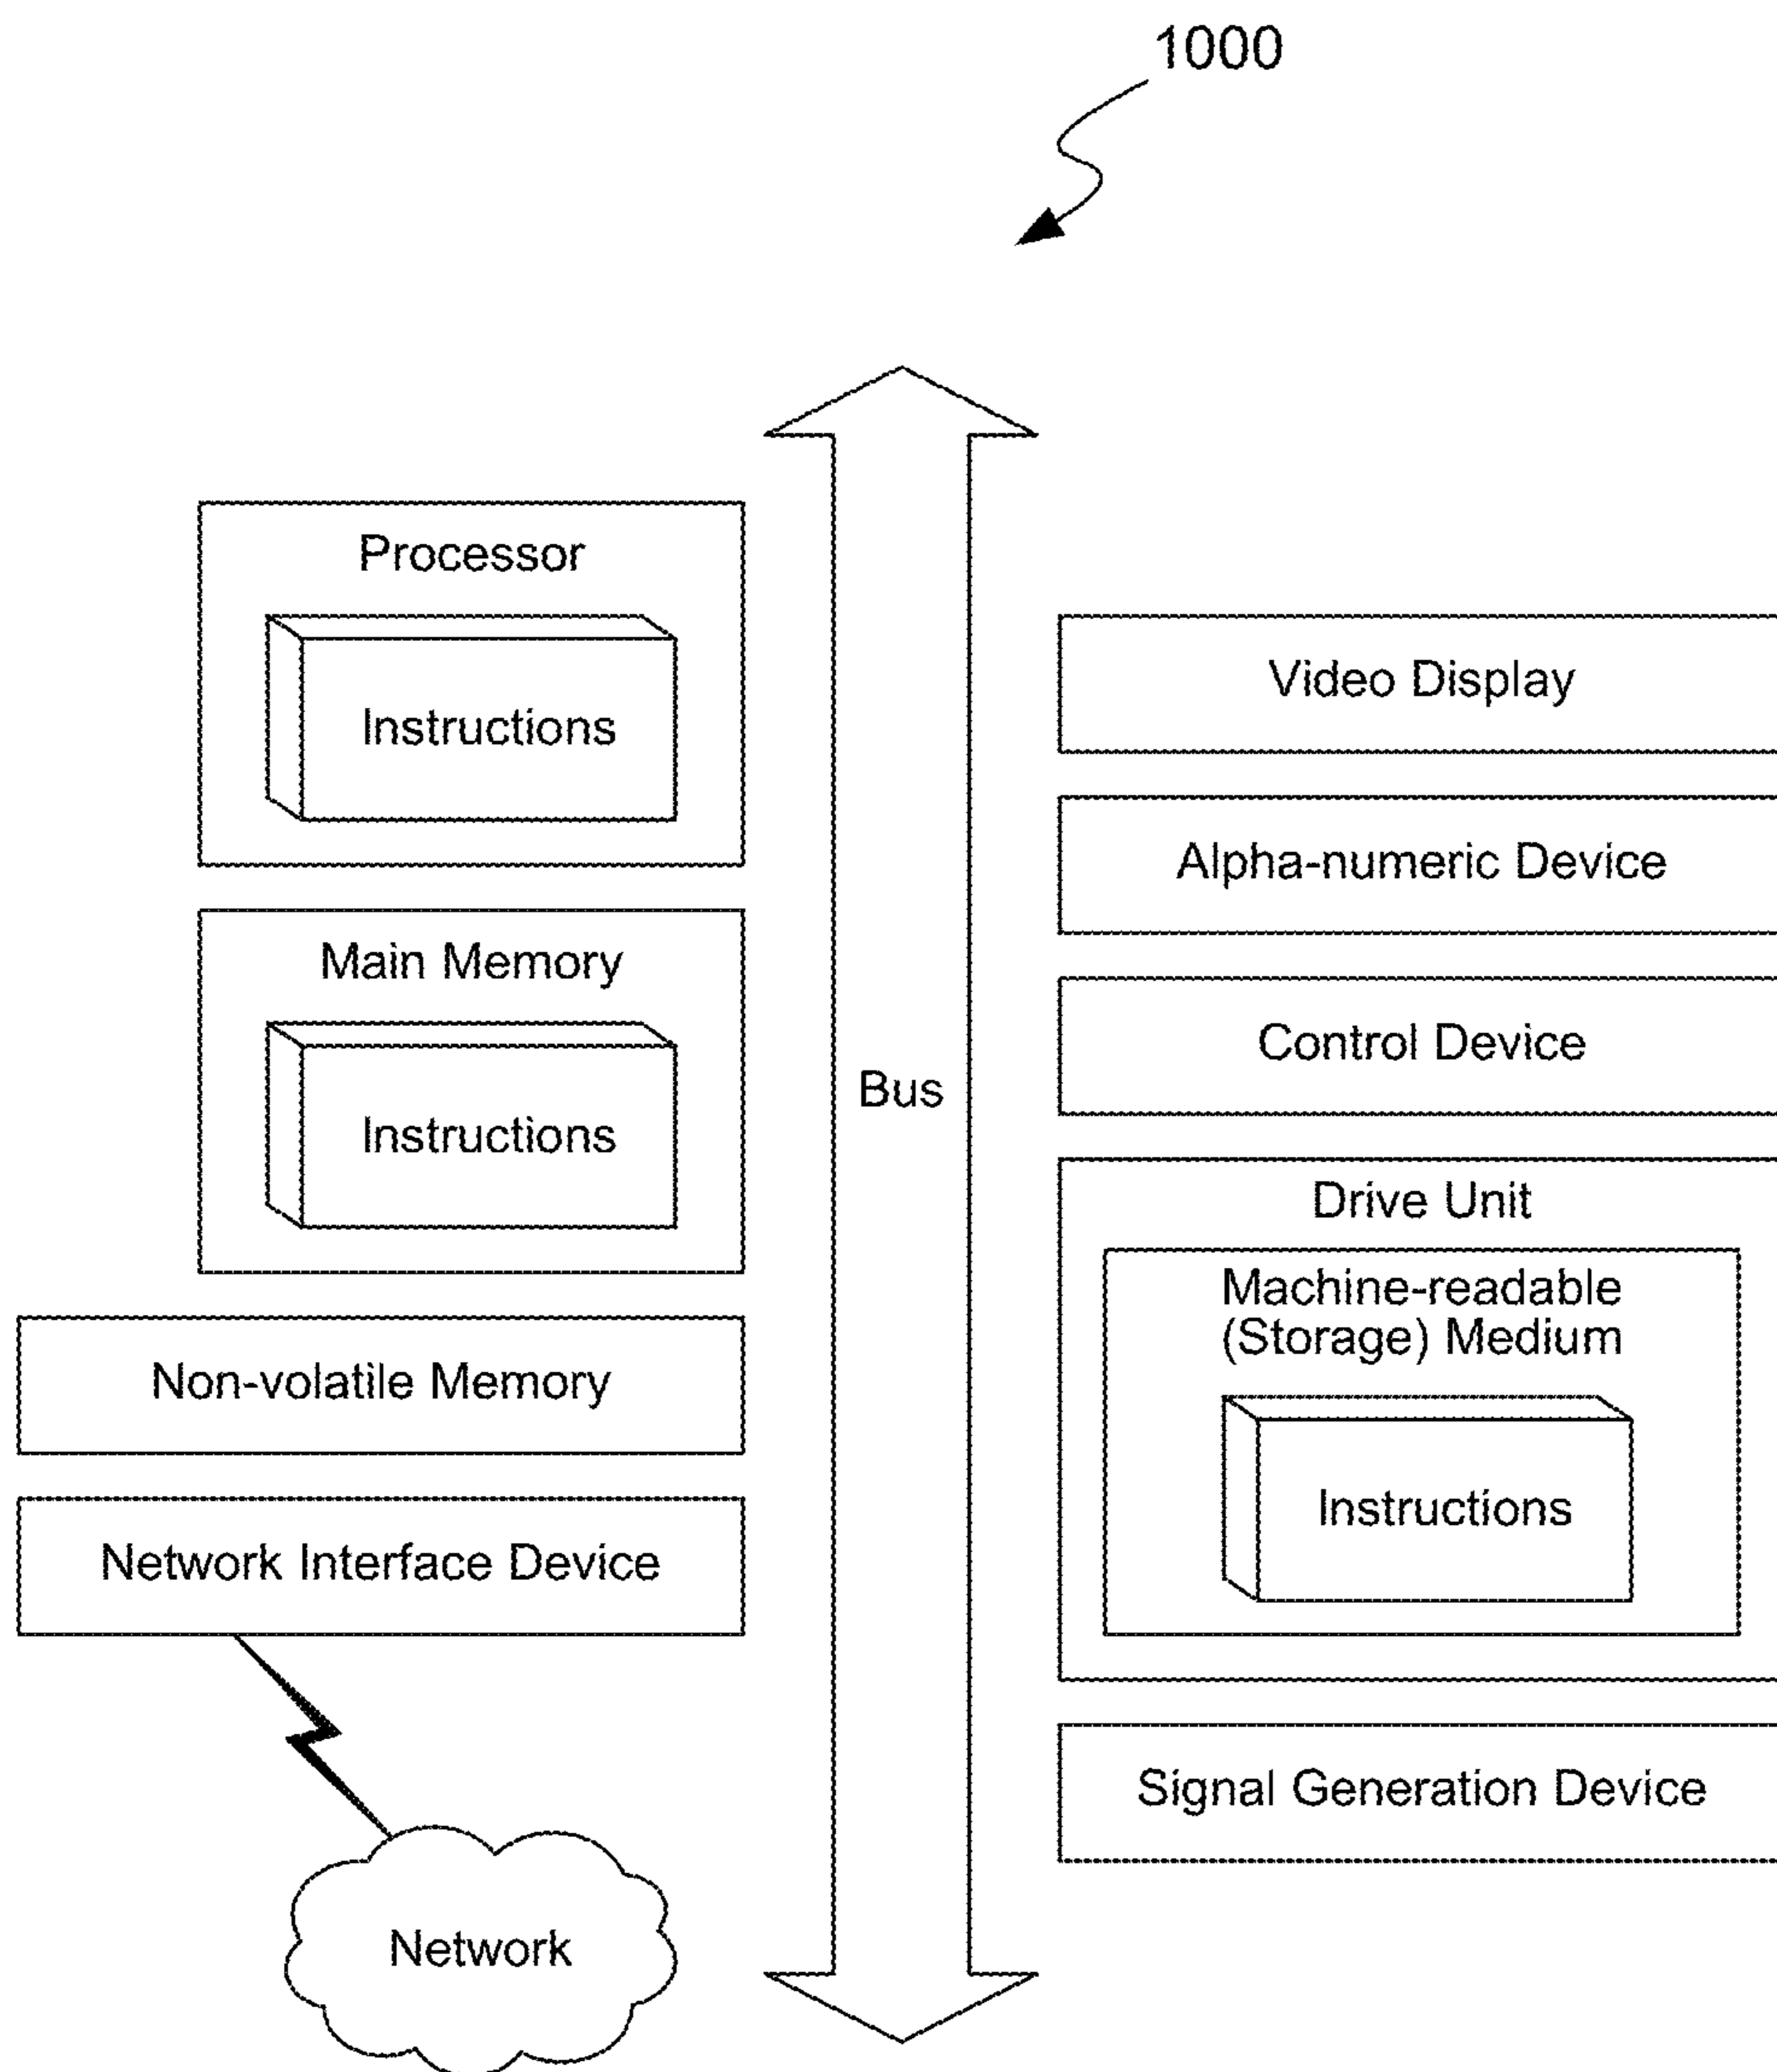 1000
Processor
Instructions
Main Memory
Instructions
Non-volatile Memory
Network Interface Device
Network
Bus
Video Display
Alpha-numeric Device
Control Device
Drive Unit
Machine-readable
(Storage) Medium
Instructions
Signal Generation Device